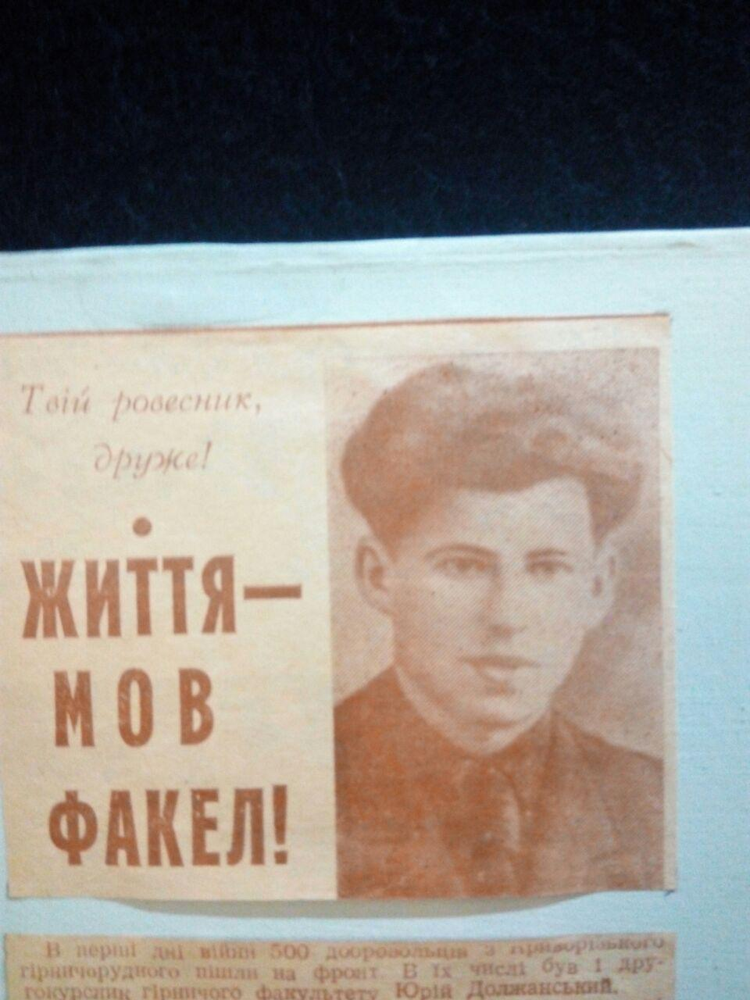 Твій ровесник,
друже!
•
ЖИТТЯ—
МОВ
ФАКЕЛ!
В перші дні війни 500 добровольців з Криворізького
гірничорудного пішли на фронт. В їх числі був і дру-
гокурсник гірничого факультету Юрій Должанський.